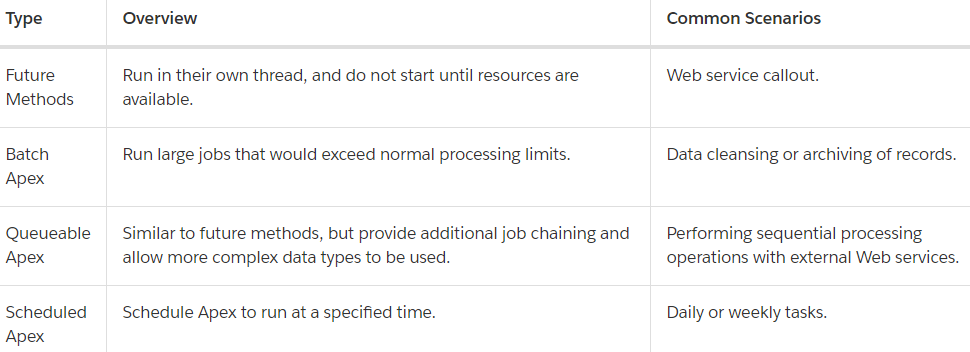 Type Overview Common Scenarios
Future Methods
Run in their own thread, and do not start until resources are
available.
Web service callout.
Batch
Apex
Run large jobs that would exceed normal processing limits.
Data cleansing or archiving of records.
Queueable
Apex
Similar to future methods, but provide additional job chaining and
allow more complex data types to be used.
Performing sequential processing
operations with external Web services.
Scheduled
Apex
Schedule Apex to run at a specified time.
Daily or weekly tasks.